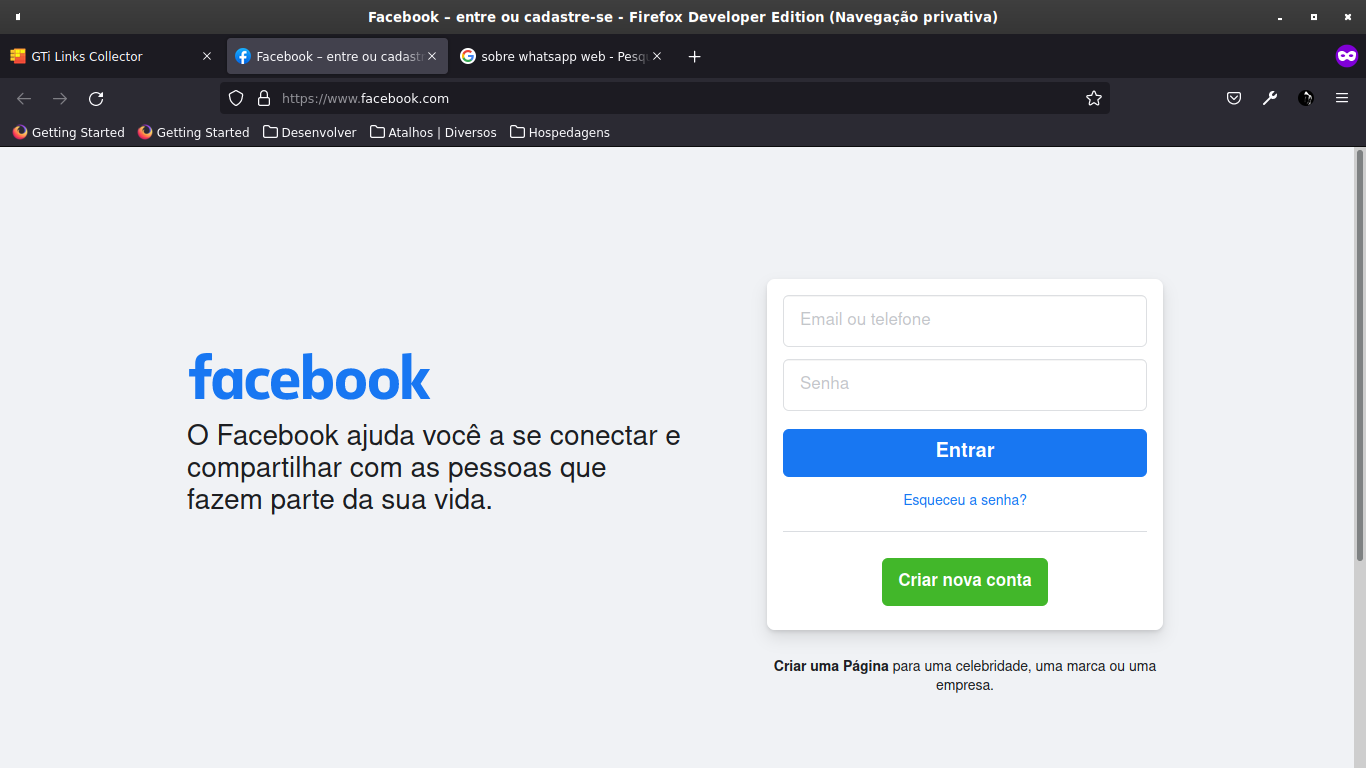 Facebook – entre ou cadastre-se - Firefox Developer Edition (Navegação privativa)
GTi Links Collector
Facebook – entre ou cadast
sobre whatsapp web - Pesq
https://www.facebook.com
Getting Started
Getting Started
Desenvolver
Atalhos | Diversos
Hospedagens
facebook
O Facebook ajuda você a se conectar e
compartilhar com as pessoas que
fazem parte da sua vida.
Email ou telefone
Senha
Entrar
Esqueceu a senha?
Criar nova conta
Criar uma Página para uma celebridade, uma marca ou uma
empresa.